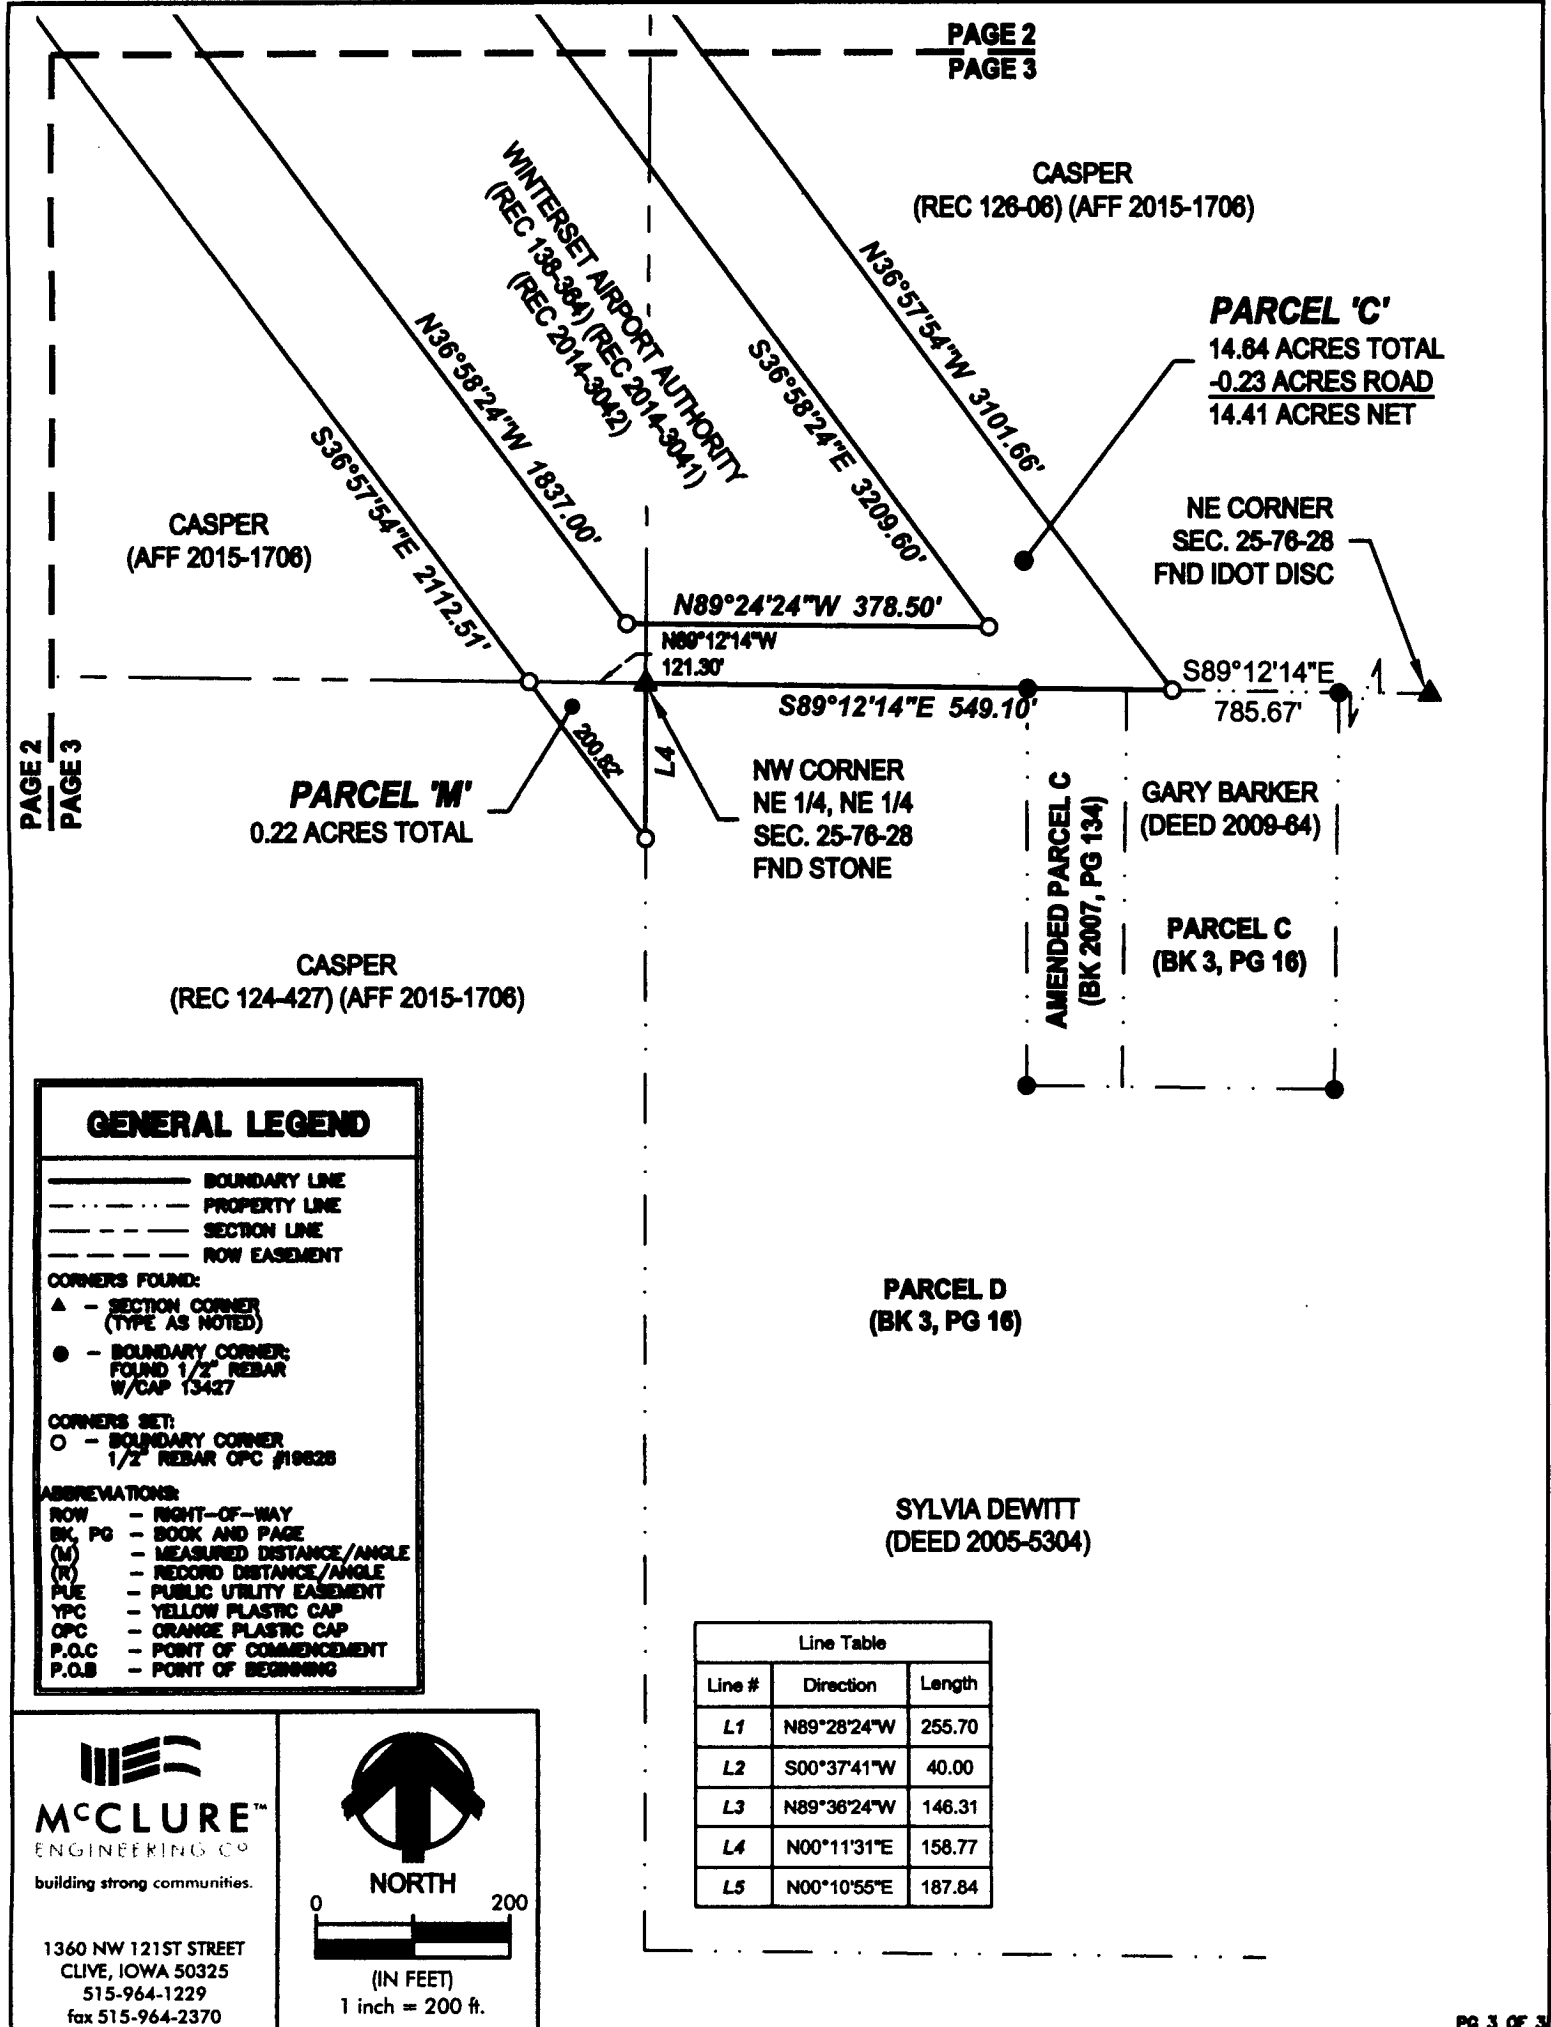 PAGE 2
PAGE 3
CASPER
(REC 126-06) (AFF 2015-1706)
WINTERSET AIRPORT AUTHORITY
(REC 138-364) (REC 2014-3041)
(REC 2014-3042)
N36°57'54"W 3101.66'
PARCEL 'C'
14.64 ACRES TOTAL
-0.23 ACRES ROAD
14.41 ACRES NET
N36°58'24"W 1837.00'
S36°58'24"E 3209.60'
S36°57'54"E 2112.51'
CASPER
(AFF 2015-1706)
NE CORNER
SEC. 25-76-28
FND IDOT DISC
N89°24'24"W 378.50'
N89°12'14"W
121.30'
S89°12'14"E
785.67'
S89°12'14"E 549.10'
200.82'
L4
PAGE 2
PAGE 3
PARCEL 'M'
0.22 ACRES TOTAL
NW CORNER
NE 1/4, NE 1/4
SEC. 25-76-28
FND STONE
AMENDED PARCEL C
(BK 2007, PG 134)
GARY BARKER
(DEED 2009-64)
PARCEL C
(BK 3, PG 16)
CASPER
(REC 124-427) (AFF 2015-1706)
GENERAL LEGEND
BOUNDARY LINE
PROPERTY LINE
SECTION LINE
ROW EASEMENT
CORNERS FOUND:
▲ - SECTION CORNER
(TYPE AS NOTED)
● - BOUNDARY CORNER;
FOUND 1/2" REBAR
W/CAP 13427
CORNERS SET:
○ - BOUNDARY CORNER
1/2" REBAR OPC #19828
ABBREVIATIONS:
ROW - RIGHT-OF-WAY
BK, PG - BOOK AND PAGE
(M) - MEASURED DISTANCE/ANGLE
(R) - RECORD DISTANCE/ANGLE
PUE - PUBLIC UTILITY EASEMENT
YPC - YELLOW PLASTIC CAP
OPC - ORANGE PLASTIC CAP
P.O.C - POINT OF COMMENCEMENT
P.O.B - POINT OF BEGINNING
PARCEL D
(BK 3, PG 16)
SYLVIA DEWITT
(DEED 2005-5304)
Line Table
Line # Direction Length
L1 N89°28'24"W 255.70
L2 S00°37'41"W 40.00
L3 N89°36'24"W 146.31
L4 N00°11'31"E 158.77
L5 N00°10'55"E 187.84
McCLURE™
ENGINEERING Co
building strong communities.
1360 NW 121ST STREET
CLIVE, IOWA 50325
515-964-1229
fax 515-964-2370
NORTH
0 200
(IN FEET)
1 inch = 200 ft.
PG 3 OF 3